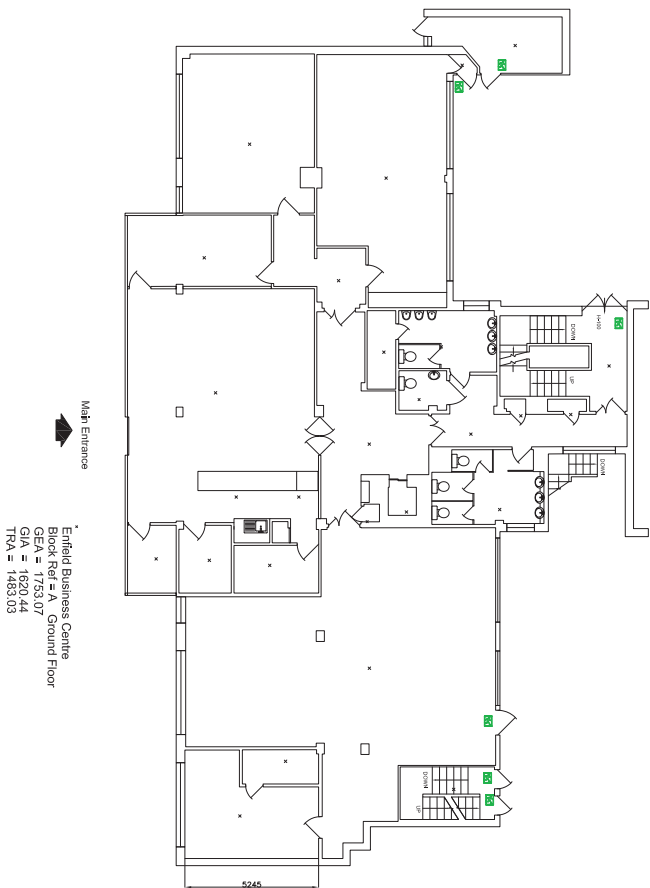 DOWN
UP
H=100
DOWN
Main Entrance
Enfield Business Centre
Block Ref = A Ground Floor
GEA = 1753.07
GIA = 1620.44
TRA = 1483.03
DOWN
UP
5245